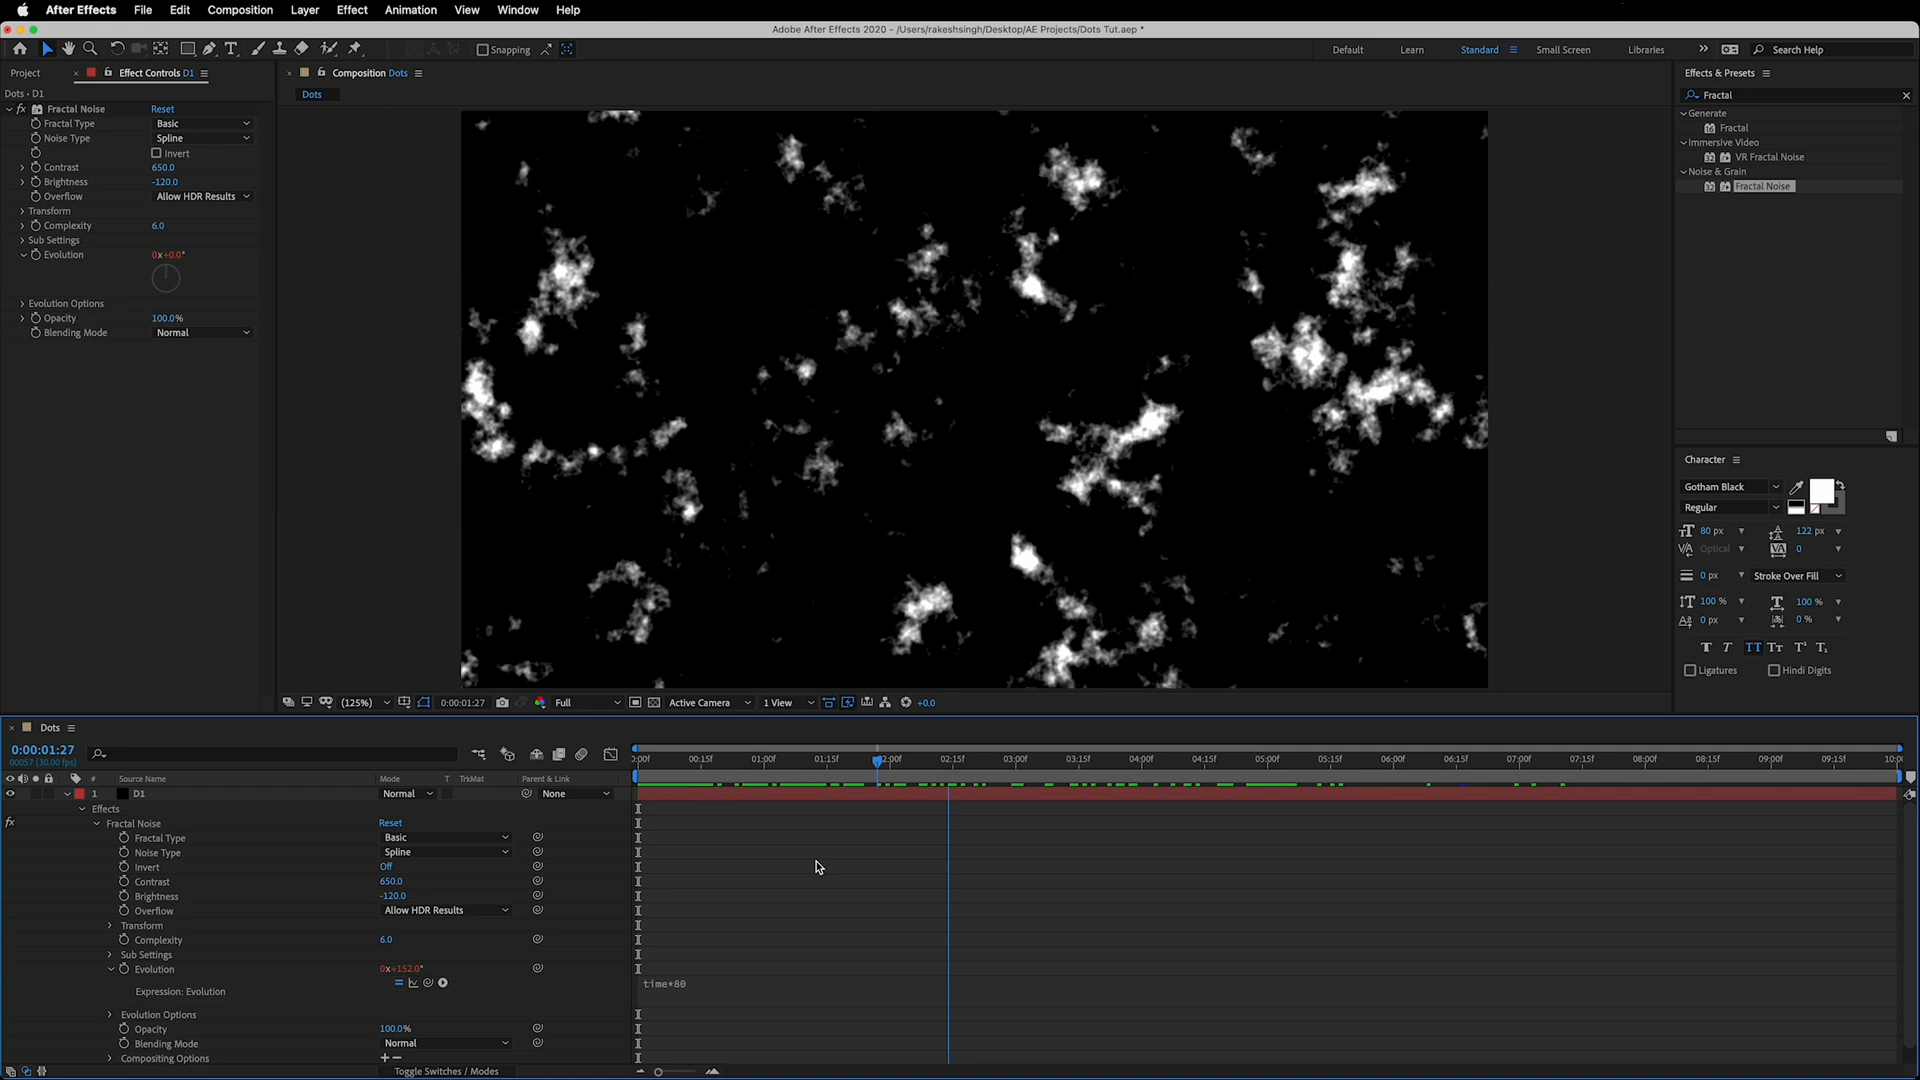 After Effects File Edit Composition Layer Effect Animation View Window Help
Adobe After Effects 2020 - /Users/rakeshsingh/Desktop/AE Projects/Dots Tut.aep *
Snapping
Default Learn Standard Small Screen Libraries Search Help
Project Effect Controls D1
Composition Dots
Effects & Presets
Dots • D1
Dots
Fractal
fx Fractal Noise Reset
Fractal Type Basic
Noise Type Spline
Invert
Contrast 650.0
Brightness -120.0
Overflow Allow HDR Results
Transform
Complexity 6.0
Sub Settings
Evolution 0x+0.0°
Evolution Options
Opacity 100.0%
Blending Mode Normal
Generate
Fractal
Immersive Video
VR Fractal Noise
Noise & Grain
Fractal Noise
Character
Gotham Black
Regular
80 px 122 px
Optical 0
0 px Stroke Over Fill
100 % 100 %
0 px 0 %
Ligatures Hindi Digits
(125%) 0:00:01:27 Full Active Camera 1 View +0.0
Dots
0:00:01:27
00057 (30.00 fps)
:00f 00:15f 01:00f 01:15f 2:00f 02:15f 03:00f 03:15f 04:00f 04:15f 05:00f 05:15f 06:00f 06:15f 07:00f 07:15f 08:00f 08:15f 09:00f 09:15f 10:0
# Source Name Mode T TrkMat Parent & Link
1 D1 Normal None
Effects
fx Fractal Noise Reset
Fractal Type Basic
Noise Type Spline
Invert Off
Contrast 650.0
Brightness -120.0
Overflow Allow HDR Results
Transform
Complexity 6.0
Sub Settings
Evolution 0x+152.0°
Expression: Evolution time*80
Evolution Options
Opacity 100.0%
Blending Mode Normal
Compositing Options + −
Toggle Switches / Modes